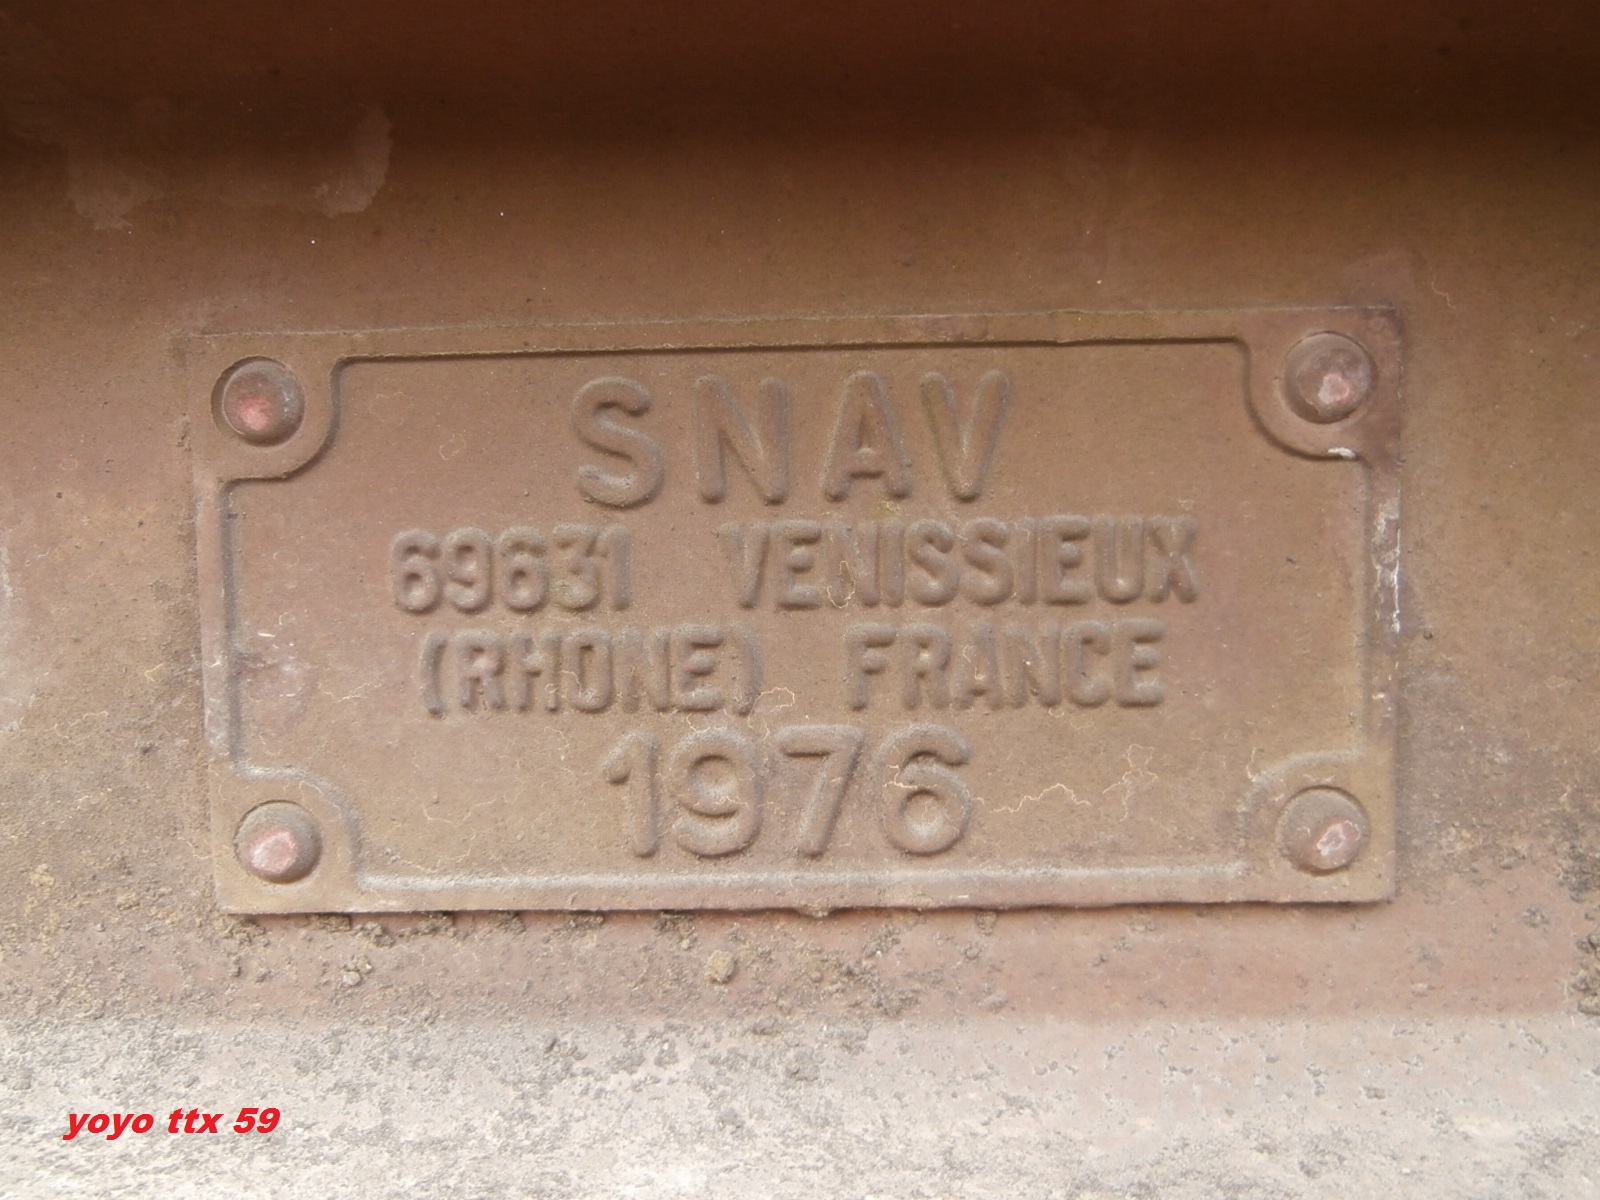 SNAV
69631 VENISSIEUX
(RHONE) FRANCE
1976
yoyo ttx 59